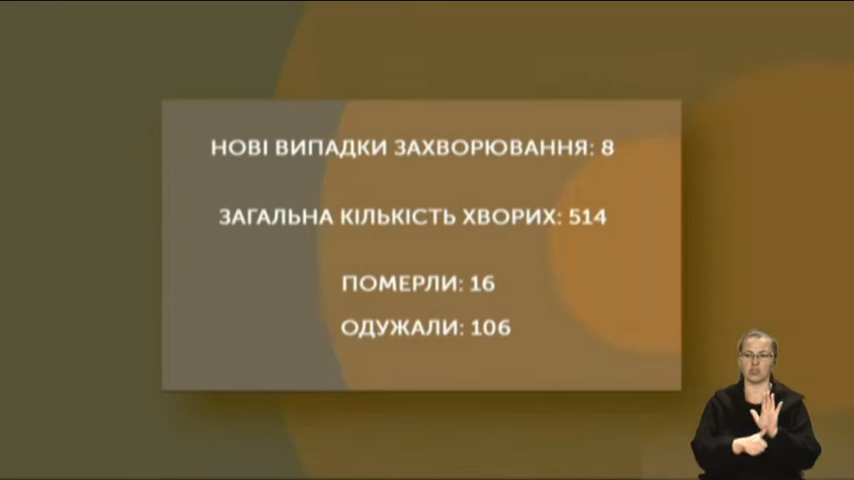 НОВІ ВИПАДКИ ЗАХВОРЮВАННЯ: 8
ЗАГАЛЬНА КІЛЬКІСТЬ ХВОРИХ: 514
ПОМЕРЛИ: 16
ОДУЖАЛИ: 106